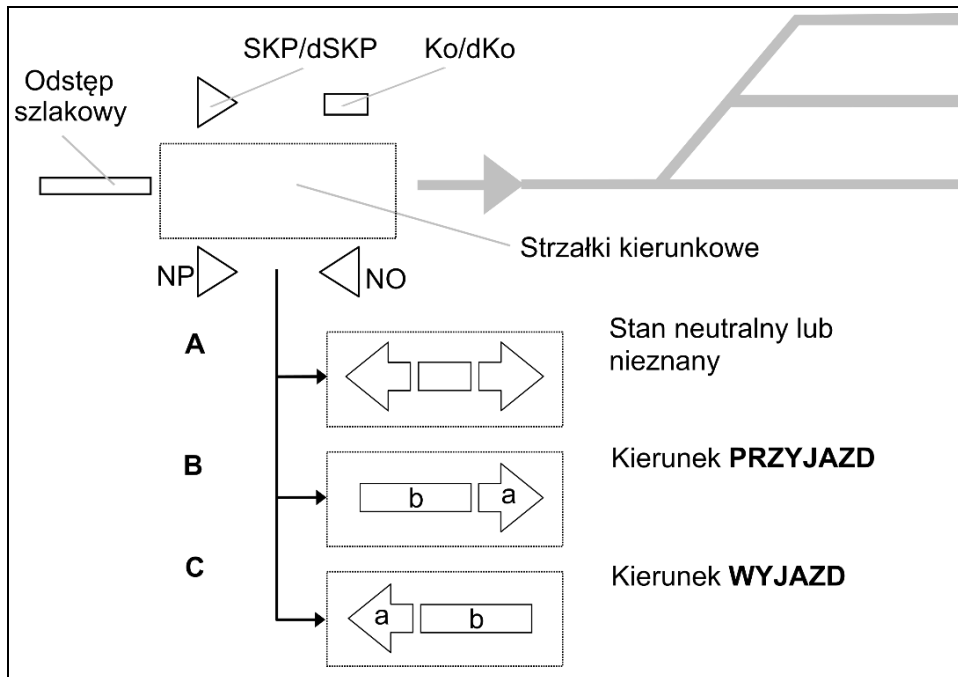 SKP/dSKP
Ko/dKo
Odstęp
szlakowy
Strzałki kierunkowe
NP
NO
A
Stan neutralny lub
nieznany
B
Kierunek PRZYJAZD
b
a
C
Kierunek WYJAZD
a
b